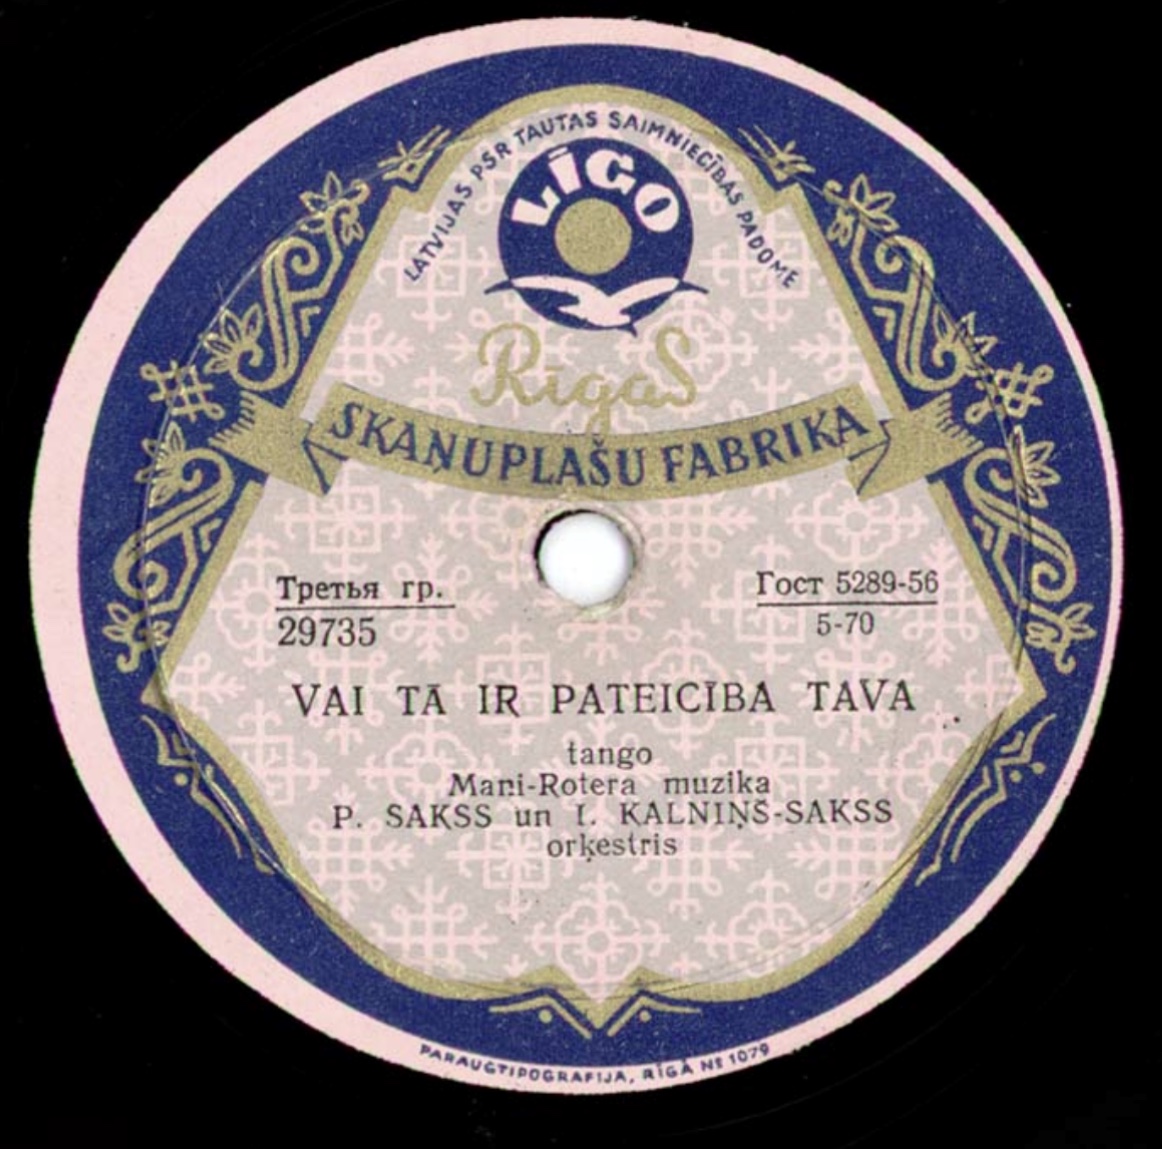 LATVIJAS PSR TAUTAS SAIMNIECĪBAS PADOME
LĪGO
Rīgas
SKAŅUPLAŠU FABRIKA
Третья гр.
29735
Гост 5289-56
5-70
VAI TĀ IR PATEICĪBA TAVA
tango
Mani-Rotera muzika
P. SAKSS un I. KALNIŅŠ-SAKSS
orķestris
PARAUGTIPOGRAFIJA, RĪGĀ № 1079